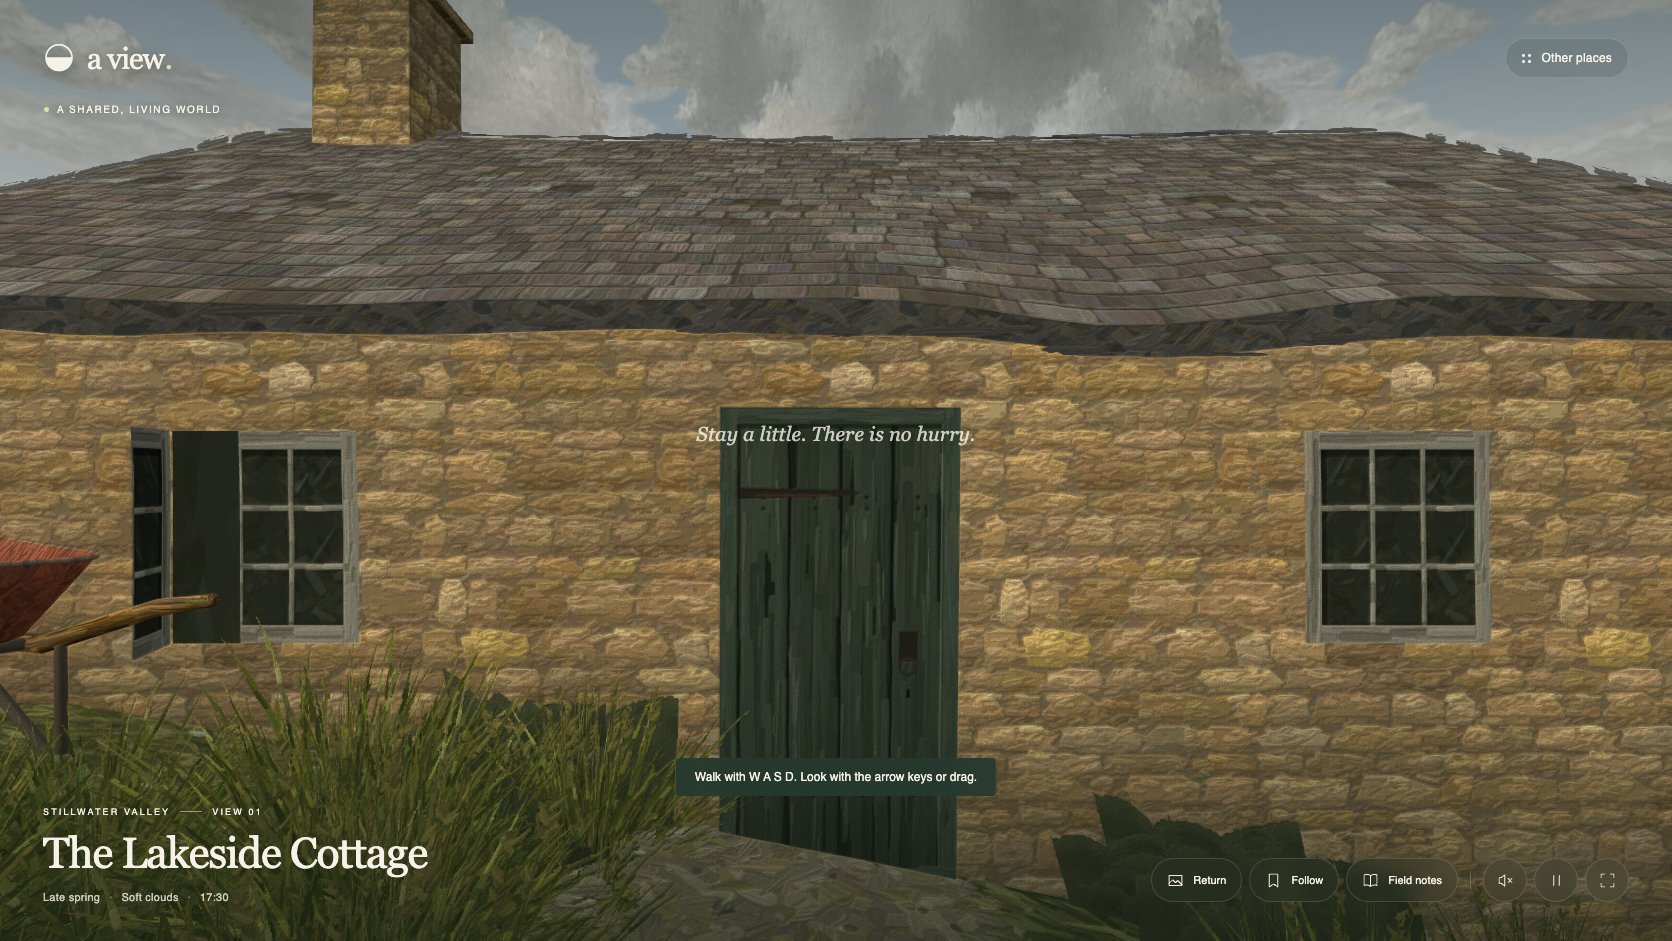 a view.
Other places
A SHARED, LIVING WORLD
Stay a little. There is no hurry.
Walk with W A S D. Look with the arrow keys or drag.
STILLWATER VALLEY — VIEW 01
The Lakeside Cottage
Late spring · Soft clouds · 17:30
Return
Follow
Field notes